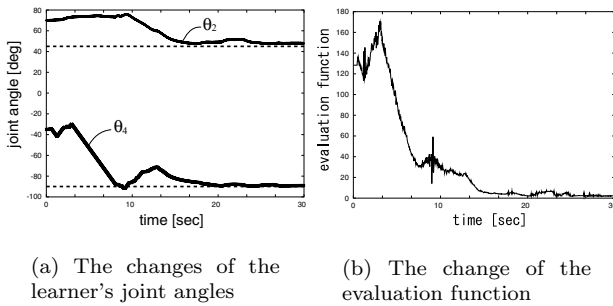 80
60
40
20
0
-20
-40
-60
-80
-100
joint angle [deg]
θ2
θ4
0
10
20
30
time [sec]
180
160
140
120
100
80
60
40
20
0
evaluation function
0
10
20
30
time [sec]
(a) The changes of the
learner's joint angles
(b) The change of the
evaluation function